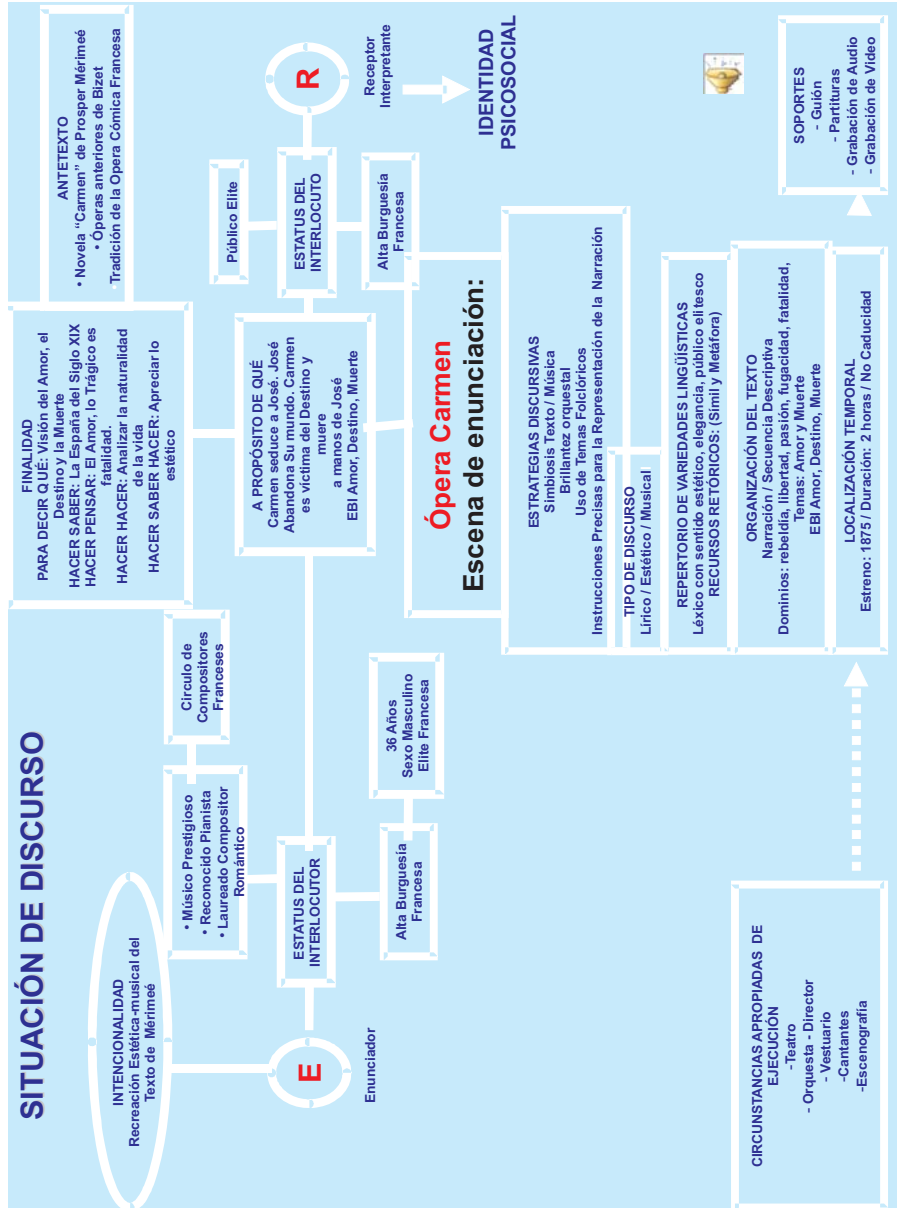 SITUACIÓN DE DISCURSO
INTENCIONALIDAD
Recreación Estética-musical del
Texto de Mériméé
E
Enunciador
• Músico Prestigioso
• Reconocido Pianista
• Laureado Compositor
Romántico
Circulo de
Compositores
Franceses
ESTATUS DEL
INTERLOCUTOR
Alta Burguesía
Francesa
36 Años
Sexo Masculino
Elite Francesa
FINALIDAD
PARA DECIR QUÉ: Visión del Amor, el
Destino y la Muerte
HACER SABER: La España del Siglo XIX
HACER PENSAR: El Amor, lo Trágico es
fatalidad.
HACER HACER: Analizar la naturalidad
de la vida
HACER SABER HACER: Apreciar lo
estético
ANTETEXTO
• Novela “Carmen” de Prosper Mériméé
• Óperas anteriores de Bizet
•Tradición de la Opera Cómica Francesa
A PROPÓSITO DE QUÉ
Carmen seduce a José. José
Abandona Su mundo. Carmen
es víctima del Destino y
muere
a manos de José
EBI Amor, Destino, Muerte
Público Elite
ESTATUS DEL
INTERLOCUTO
Alta Burguesía
Francesa
R
Receptor
Interpretante
IDENTIDAD
PSICOSOCIAL
Ópera Carmen
Escena de enunciación:
ESTRATEGIAS DISCURSIVAS
Simbiosis Texto / Música
Brillantez orquestal
Uso de Temas Folclóricos
Instrucciones Precisas para la Representación de la Narración
TIPO DE DISCURSO
Lírico / Estético / Musical
REPERTORIO DE VARIEDADES LINGÜÍSTICAS
Léxico con sentido estético, elegancia, público elitesco
RECURSOS RETÓRICOS: (Simil y Metáfora)
ORGANIZACIÓN DEL TEXTO
Narración / Secuencia Descriptiva
Dominios: rebeldía, libertad, pasión, fugacidad, fatalidad,
Temas: Amor y Muerte
EBI Amor, Destino, Muerte
LOCALIZACIÓN TEMPORAL
Estreno: 1875 / Duración: 2 horas / No Caducidad
CIRCUNSTANCIAS APROPIADAS DE
EJECUCIÓN
-Teatro
- Orquesta - Director
- Vestuario
-Cantantes
-Escenografía
SOPORTES
- Guión
- Partituras
- Grabación de Audio
- Grabación de Video